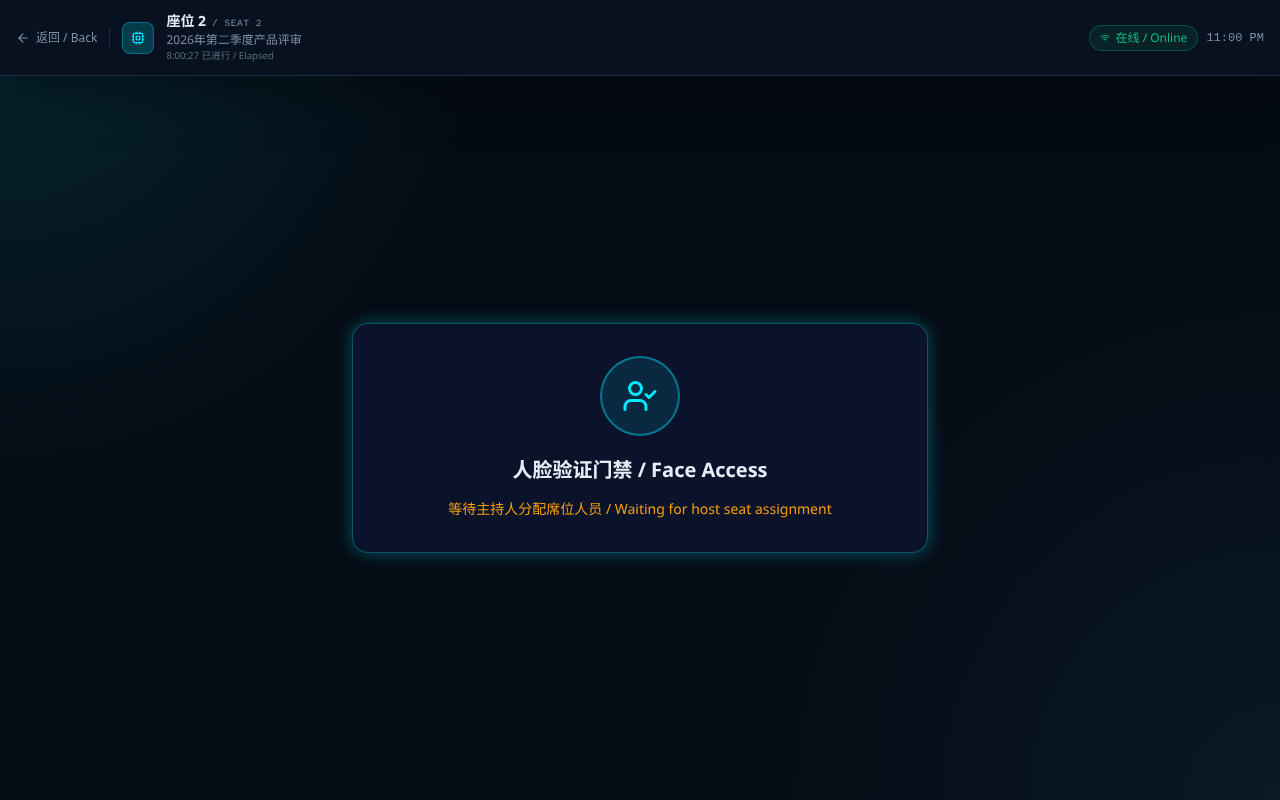 返回 / Back
座位 2 / SEAT 2
2026年第二季度产品评审
8:00:27 已进行 / Elapsed
在线 / Online
11:00 PM
人脸验证门禁 / Face Access
等待主持人分配席位人员 / Waiting for host seat assignment